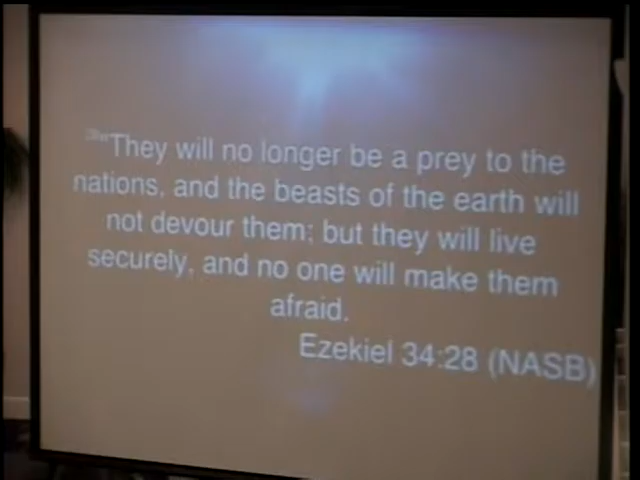 "They will no longer be a prey to the
nations, and the beasts of the earth will
not devour them; but they will live
securely, and no one will make them
afraid.
Ezekiel 34:28 (NASB)